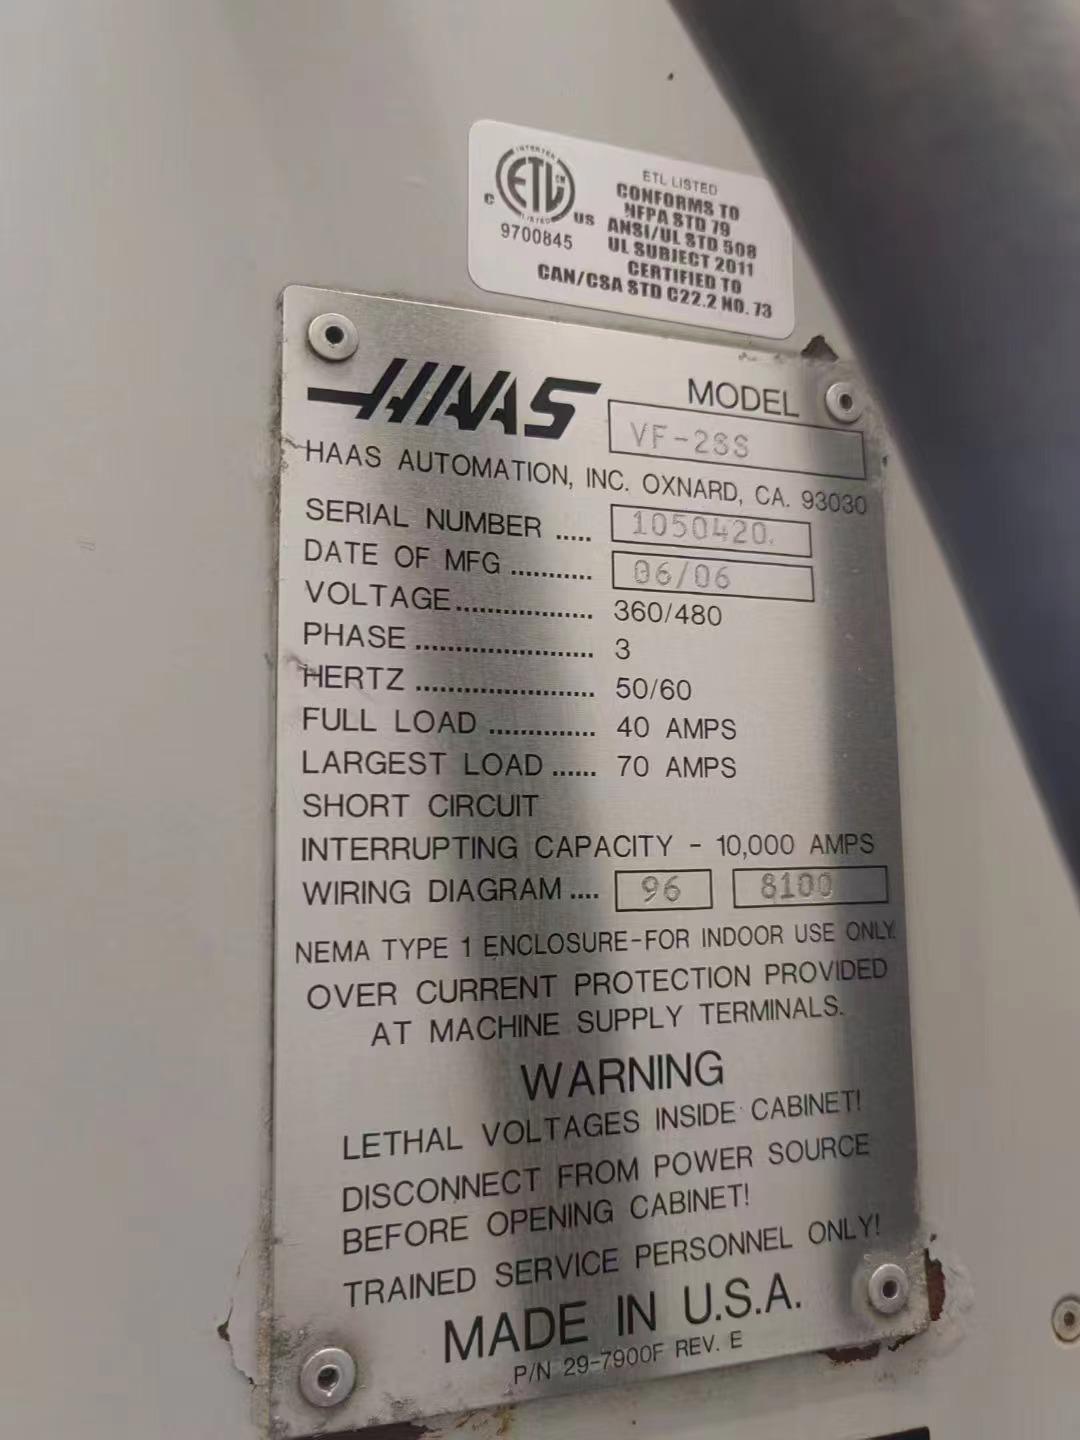 INTERTEK
ETL CM
LISTED
C US
9700845
ETL LISTED
CONFORMS TO
NFPA STD 79
ANSI/UL STD 508
UL SUBJECT 2011
CERTIFIED TO
CAN/CSA STD C22.2 NO. 73
HAAS
MODEL
VF-2SS
HAAS AUTOMATION, INC. OXNARD, CA. 93030
SERIAL NUMBER ..... 1050420.
DATE OF MFG ........... 06/06
VOLTAGE.................. 360/480
PHASE ....................... 3
HERTZ ....................... 50/60
FULL LOAD .............. 40 AMPS
LARGEST LOAD ...... 70 AMPS
SHORT CIRCUIT
INTERRUPTING CAPACITY - 10,000 AMPS
WIRING DIAGRAM .... 96 8100
NEMA TYPE 1 ENCLOSURE-FOR INDOOR USE ONLY.
OVER CURRENT PROTECTION PROVIDED
AT MACHINE SUPPLY TERMINALS.
WARNING
LETHAL VOLTAGES INSIDE CABINET!
DISCONNECT FROM POWER SOURCE
BEFORE OPENING CABINET!
TRAINED SERVICE PERSONNEL ONLY!
MADE IN U.S.A.
P/N 29-7900F REV. E